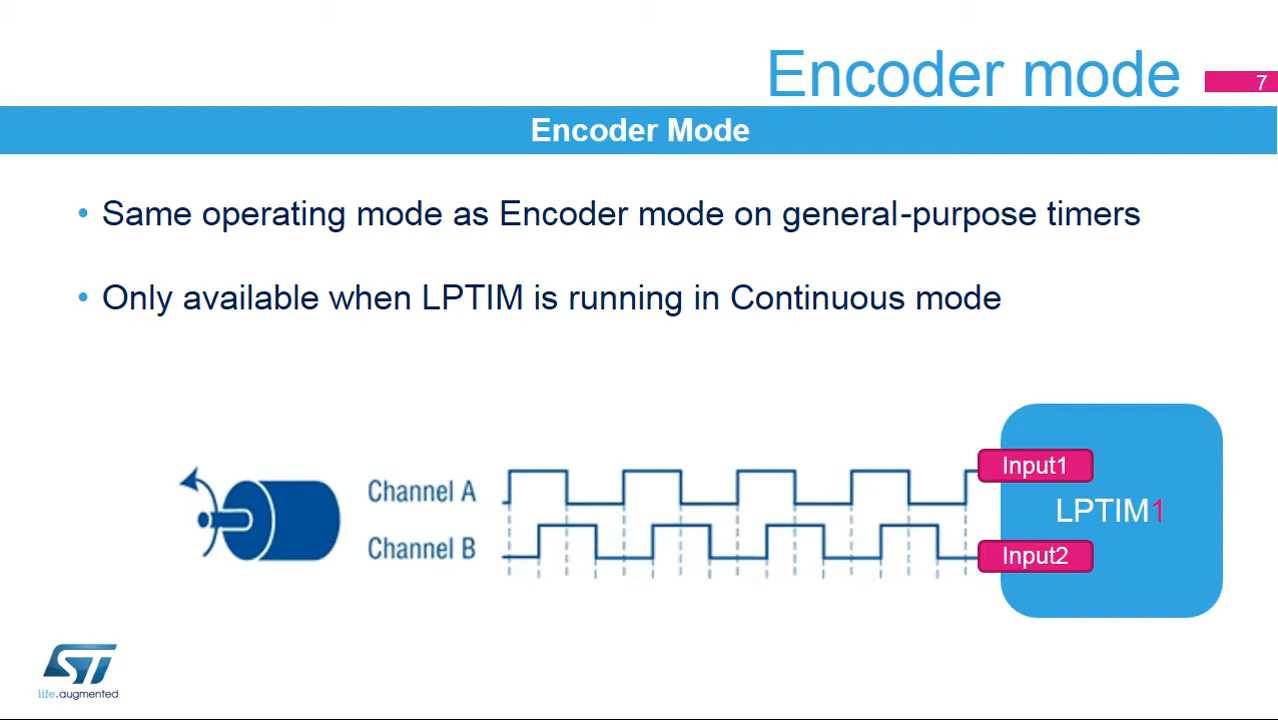 Encoder mode
7
Encoder Mode
• Same operating mode as Encoder mode on general-purpose timers
• Only available when LPTIM is running in Continuous mode
Channel A
Input1
LPTIM1
Channel B
Input2
ST
life.augmented